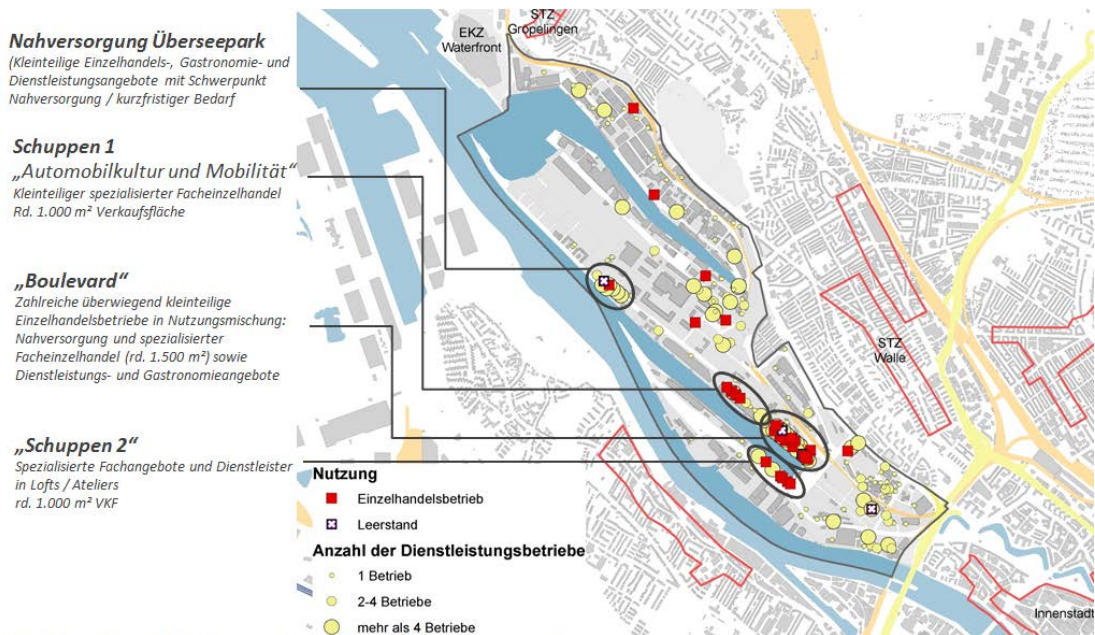 Nahversorgung Überseepark
(Kleinteilige Einzelhandels-, Gastronomie- und
Dienstleistungsangebote mit Schwerpunkt
Nahversorgung / kurzfristiger Bedarf
Schuppen 1
„Automobilkultur und Mobilität“
Kleinteiliger spezialisierter Facheinzelhandel
Rd. 1.000 m² Verkaufsfläche
„Boulevard“
Zahlreiche überwiegend kleinteilige
Einzelhandelsbetriebe in Nutzungsmischung:
Nahversorgung und spezialisierter
Facheinzelhandel (rd. 1.500 m²) sowie
Dienstleistungs- und Gastronomieangebote
„Schuppen 2“
Spezialisierte Fachangebote und Dienstleister
in Lofts / Ateliers
rd. 1.000 m² VKF
EKZ
Waterfront
STZ
Gröpelingen
STZ
Walle
Innenstadt
Nutzung
Einzelhandelsbetrieb
Leerstand
Anzahl der Dienstleistungsbetriebe
1 Betrieb
2-4 Betriebe
mehr als 4 Betriebe